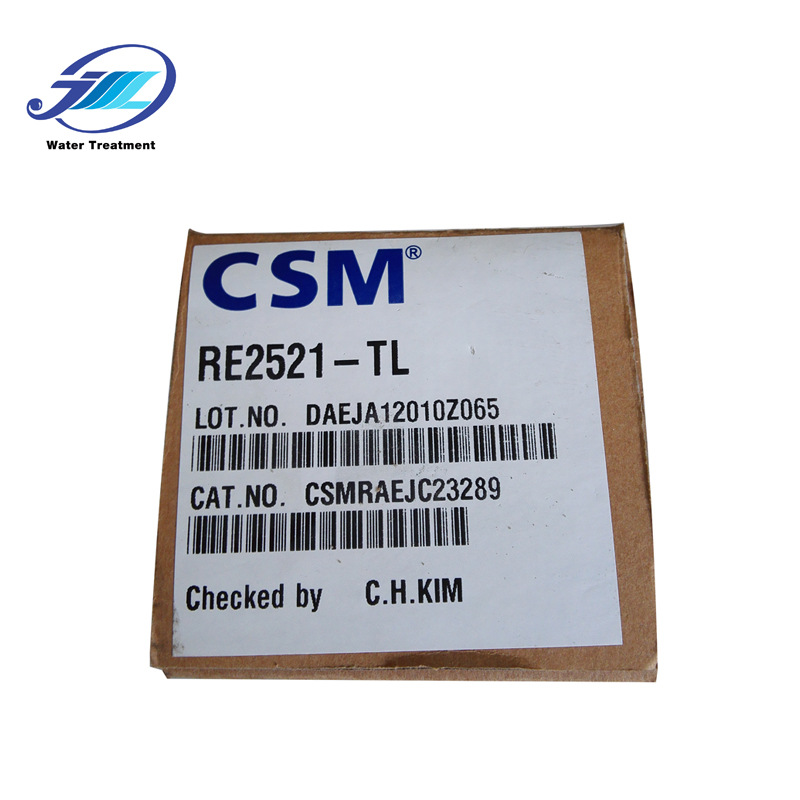 Water Treatment
CSM®
RE2521-TL
LOT.NO. DAEJA12010Z065
CAT.NO. CSMRAEJC23289
Checked by C.H.KIM